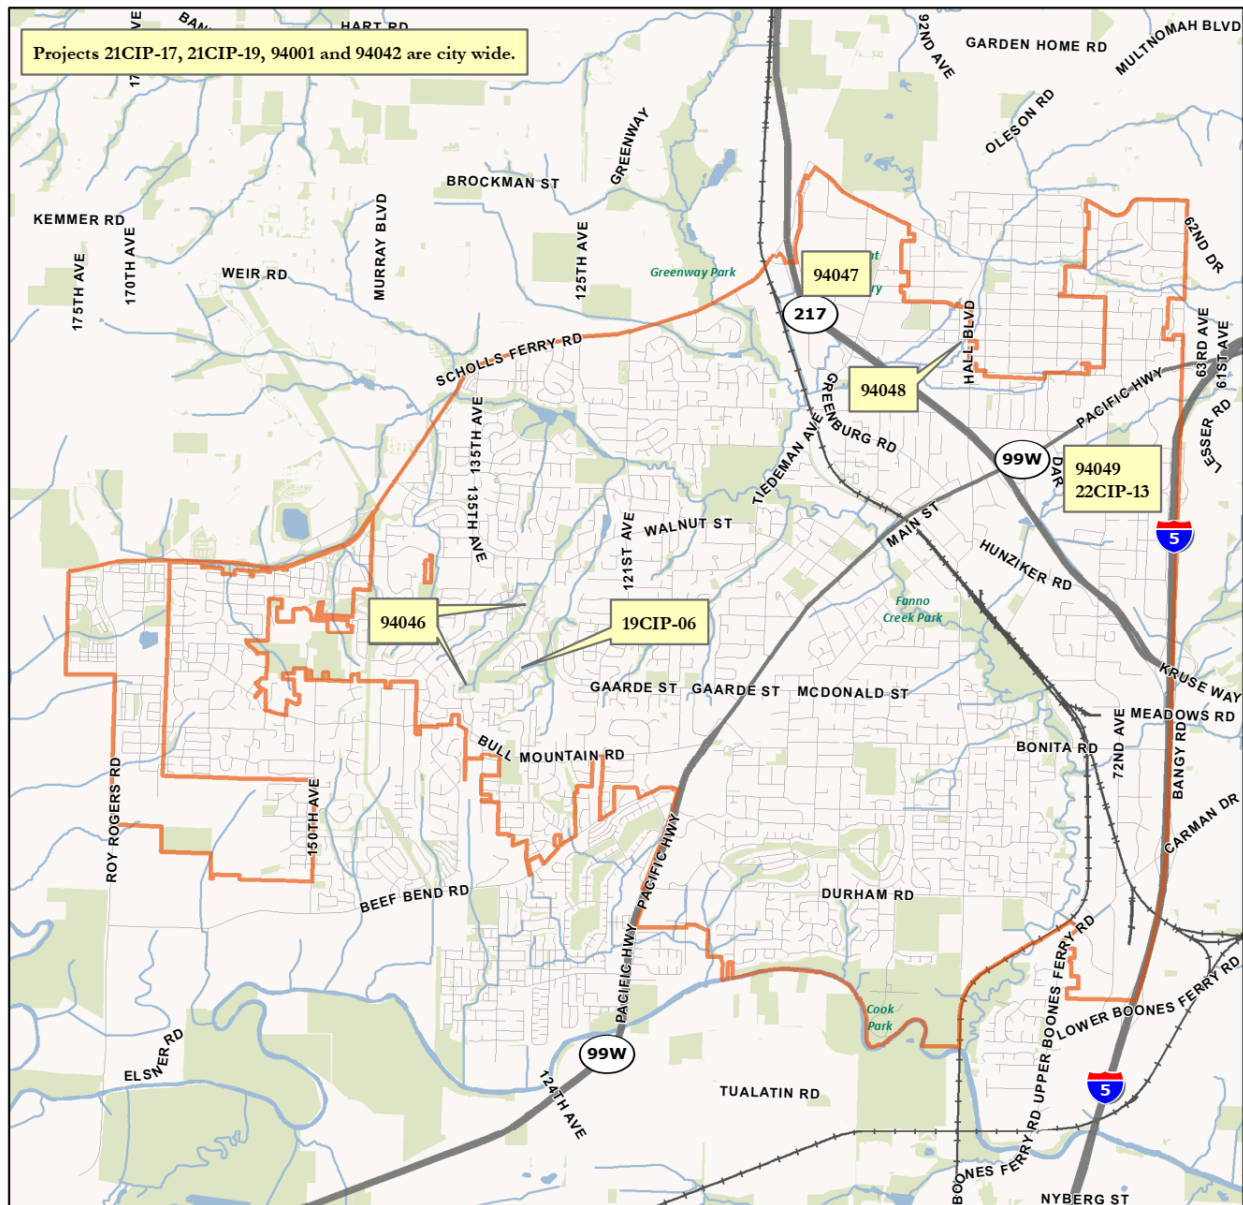 92ND AVE
BAN
HART RD
GARDEN HOME RD
MULTNOMAH BLVD
Projects 21CIP-17, 21CIP-19, 94001 and 94042 are city wide.
17
OLESON RD
GREENWAY
BROCKMAN ST
KEMMER RD
MURRAY BLVD
125TH AVE
62ND DR
170TH AVE
175TH AVE
WEIR RD
Greenway Park
94047
nt
ry
217
HALL BLVD
63RD AVE
61ST AVE
SCHOLLS FERRY RD
94048
PACIFIC HWY
GREENBURG RD
LESSER RD
135TH AVE
TIEDEMAN AVE
99W
DAR
94049
22CIP-13
135TH AVE
WALNUT ST
MAIN ST
5
121ST AVE
HUNZIKER RD
94046
19CIP-06
Fanno
Creek Park
GAARDE ST
GAARDE ST
MCDONALD ST
KRUSE WAY
MEADOWS RD
72ND AVE
BULL MOUNTAIN RD
BONITA RD
BANGY RD
ROY ROGERS RD
150TH AVE
CARMAN DR
PACIFIC HWY
BEEF BEND RD
DURHAM RD
PACIFIC HWY
LOWER BOONES FERRY RD
Cook
Park
99W
ELSNER RD
124TH AVE
TUALATIN RD
5
BOONES FERRY RD
UPPER BOONES FERRY RD
NYBERG ST